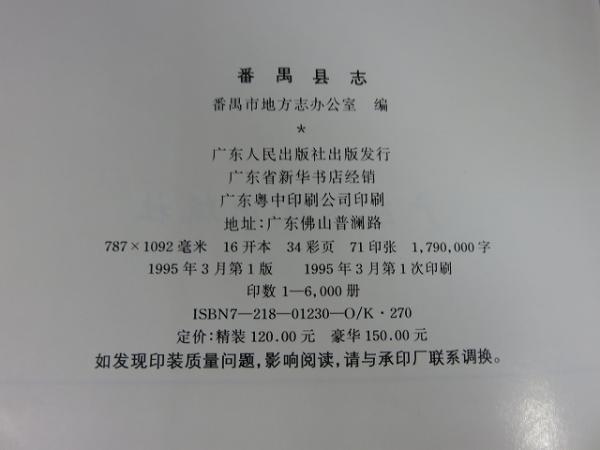 番禺县志
番禺市地方志办公室 编
*
广东人民出版社出版发行
广东省新华书店经销
广东粤中印刷公司印刷
地址:广东佛山普澜路
787×1092毫米 16开本 34彩页 71印张 1,790,000字
1995年3月第1版 1995年3月第1次印刷
印数1—6,000册
ISBN7—218—01230—O/K·270
定价:精装120.00元 豪华150.00元
如发现印装质量问题,影响阅读,请与承印厂联系调换。